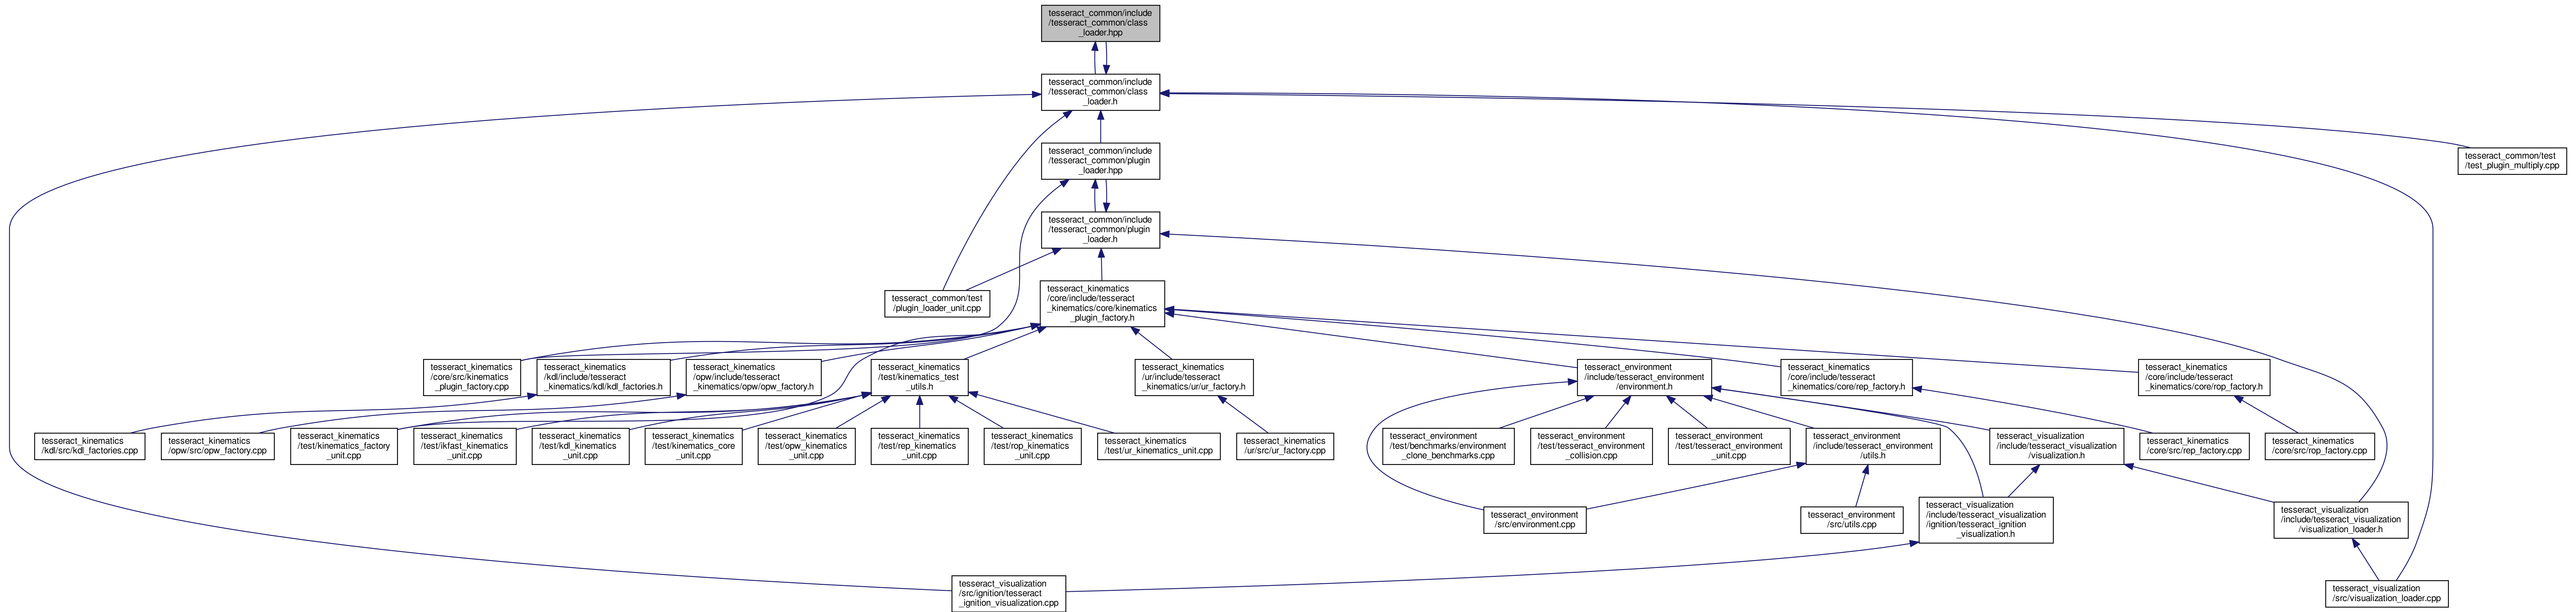 tesseract_common/include
/tesseract_common/class
_loader.hpp
tesseract_common/include
/tesseract_common/class
_loader.h
tesseract_common/include
/tesseract_common/plugin
_loader.hpp
tesseract_common/test
/test_plugin_multiply.cpp
tesseract_common/include
/tesseract_common/plugin
_loader.h
tesseract_common/test
/plugin_loader_unit.cpp
tesseract_kinematics
/core/include/tesseract
_kinematics/core/kinematics
_plugin_factory.h
tesseract_kinematics
/core/src/kinematics
_plugin_factory.cpp
tesseract_kinematics
/kdl/include/tesseract
_kinematics/kdl/kdl_factories.h
tesseract_kinematics
/opw/include/tesseract
_kinematics/opw/opw_factory.h
tesseract_kinematics
/test/kinematics_test
_utils.h
tesseract_kinematics
/ur/include/tesseract
_kinematics/ur/ur_factory.h
tesseract_environment
/include/tesseract_environment
/environment.h
tesseract_kinematics
/core/include/tesseract
_kinematics/core/rep_factory.h
tesseract_kinematics
/core/include/tesseract
_kinematics/core/rop_factory.h
tesseract_kinematics
/kdl/src/kdl_factories.cpp
tesseract_kinematics
/opw/src/opw_factory.cpp
tesseract_kinematics
/test/kinematics_factory
_unit.cpp
tesseract_kinematics
/test/ikfast_kinematics
_unit.cpp
tesseract_kinematics
/test/kdl_kinematics
_unit.cpp
tesseract_kinematics
/test/kinematics_core
_unit.cpp
tesseract_kinematics
/test/opw_kinematics
_unit.cpp
tesseract_kinematics
/test/rep_kinematics
_unit.cpp
tesseract_kinematics
/test/rop_kinematics
_unit.cpp
tesseract_kinematics
/test/ur_kinematics_unit.cpp
tesseract_kinematics
/ur/src/ur_factory.cpp
tesseract_environment
/test/benchmarks/environment
_clone_benchmarks.cpp
tesseract_environment
/test/tesseract_environment
_collision.cpp
tesseract_environment
/test/tesseract_environment
_unit.cpp
tesseract_environment
/include/tesseract_environment
/utils.h
tesseract_visualization
/include/tesseract_visualization
/visualization.h
tesseract_kinematics
/core/src/rep_factory.cpp
tesseract_kinematics
/core/src/rop_factory.cpp
tesseract_environment
/src/environment.cpp
tesseract_environment
/src/utils.cpp
tesseract_visualization
/include/tesseract_visualization
/ignition/tesseract_ignition
_visualization.h
tesseract_visualization
/include/tesseract_visualization
/visualization_loader.h
tesseract_visualization
/src/ignition/tesseract
_ignition_visualization.cpp
tesseract_visualization
/src/visualization_loader.cpp